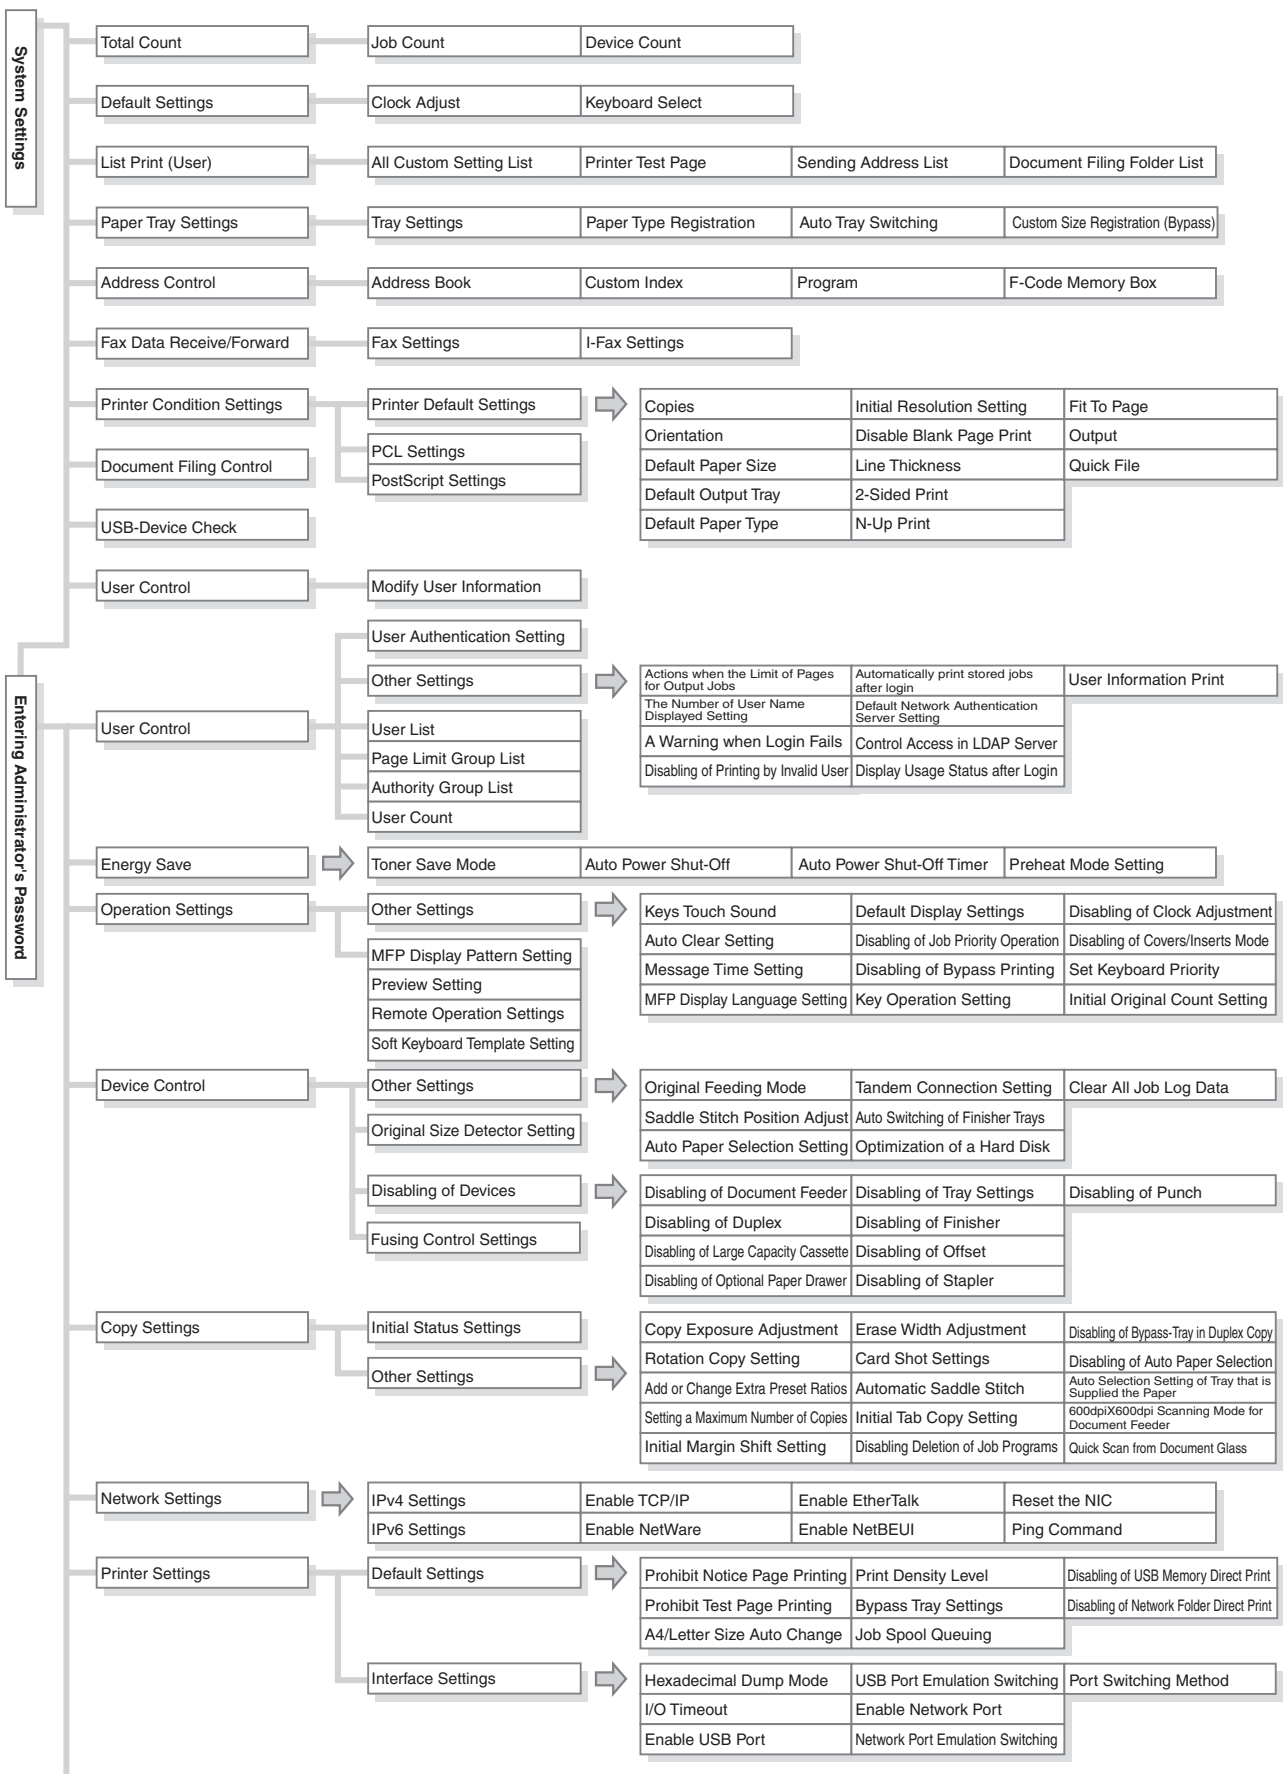 System Settings
Total Count
Job Count
Device Count
Default Settings
Clock Adjust
Keyboard Select
List Print (User)
All Custom Setting List
Printer Test Page
Sending Address List
Document Filing Folder List
Paper Tray Settings
Tray Settings
Paper Type Registration
Auto Tray Switching
Custom Size Registration (Bypass)
Address Control
Address Book
Custom Index
Program
F-Code Memory Box
Fax Data Receive/Forward
Fax Settings
I-Fax Settings
Printer Condition Settings
Printer Default Settings
Copies
Initial Resolution Setting
Fit To Page
Orientation
Disable Blank Page Print
Output
Default Paper Size
Line Thickness
Quick File
Default Output Tray
2-Sided Print
Default Paper Type
N-Up Print
PCL Settings
PostScript Settings
Document Filing Control
USB-Device Check
User Control
Modify User Information
Entering Administrator's Password
User Control
User Authentication Setting
Other Settings
Actions when the Limit of Pages
for Output Jobs
Automatically print stored jobs
after login
User Information Print
The Number of User Name
Displayed Setting
Default Network Authentication
Server Setting
A Warning when Login Fails
Control Access in LDAP Server
Disabling of Printing by Invalid User
Display Usage Status after Login
User List
Page Limit Group List
Authority Group List
User Count
Energy Save
Toner Save Mode
Auto Power Shut-Off
Auto Power Shut-Off Timer
Preheat Mode Setting
Operation Settings
Other Settings
Keys Touch Sound
Default Display Settings
Disabling of Clock Adjustment
Auto Clear Setting
Disabling of Job Priority Operation
Disabling of Covers/Inserts Mode
Message Time Setting
Disabling of Bypass Printing
Set Keyboard Priority
MFP Display Language Setting
Key Operation Setting
Initial Original Count Setting
MFP Display Pattern Setting
Preview Setting
Remote Operation Settings
Soft Keyboard Template Setting
Device Control
Other Settings
Original Feeding Mode
Tandem Connection Setting
Clear All Job Log Data
Saddle Stitch Position Adjust
Auto Switching of Finisher Trays
Auto Paper Selection Setting
Optimization of a Hard Disk
Original Size Detector Setting
Disabling of Devices
Disabling of Document Feeder
Disabling of Tray Settings
Disabling of Punch
Disabling of Duplex
Disabling of Finisher
Disabling of Large Capacity Cassette
Disabling of Offset
Disabling of Optional Paper Drawer
Disabling of Stapler
Fusing Control Settings
Copy Settings
Initial Status Settings
Other Settings
Copy Exposure Adjustment
Erase Width Adjustment
Disabling of Bypass-Tray in Duplex Copy
Rotation Copy Setting
Card Shot Settings
Disabling of Auto Paper Selection
Add or Change Extra Preset Ratios
Automatic Saddle Stitch
Auto Selection Setting of Tray that is
Supplied the Paper
Setting a Maximum Number of Copies
Initial Tab Copy Setting
600dpiX600dpi Scanning Mode for
Document Feeder
Initial Margin Shift Setting
Disabling Deletion of Job Programs
Quick Scan from Document Glass
Network Settings
IPv4 Settings
Enable TCP/IP
Enable EtherTalk
Reset the NIC
IPv6 Settings
Enable NetWare
Enable NetBEUI
Ping Command
Printer Settings
Default Settings
Prohibit Notice Page Printing
Print Density Level
Disabling of USB Memory Direct Print
Prohibit Test Page Printing
Bypass Tray Settings
Disabling of Network Folder Direct Print
A4/Letter Size Auto Change
Job Spool Queuing
Interface Settings
Hexadecimal Dump Mode
USB Port Emulation Switching
Port Switching Method
I/O Timeout
Enable Network Port
Enable USB Port
Network Port Emulation Switching